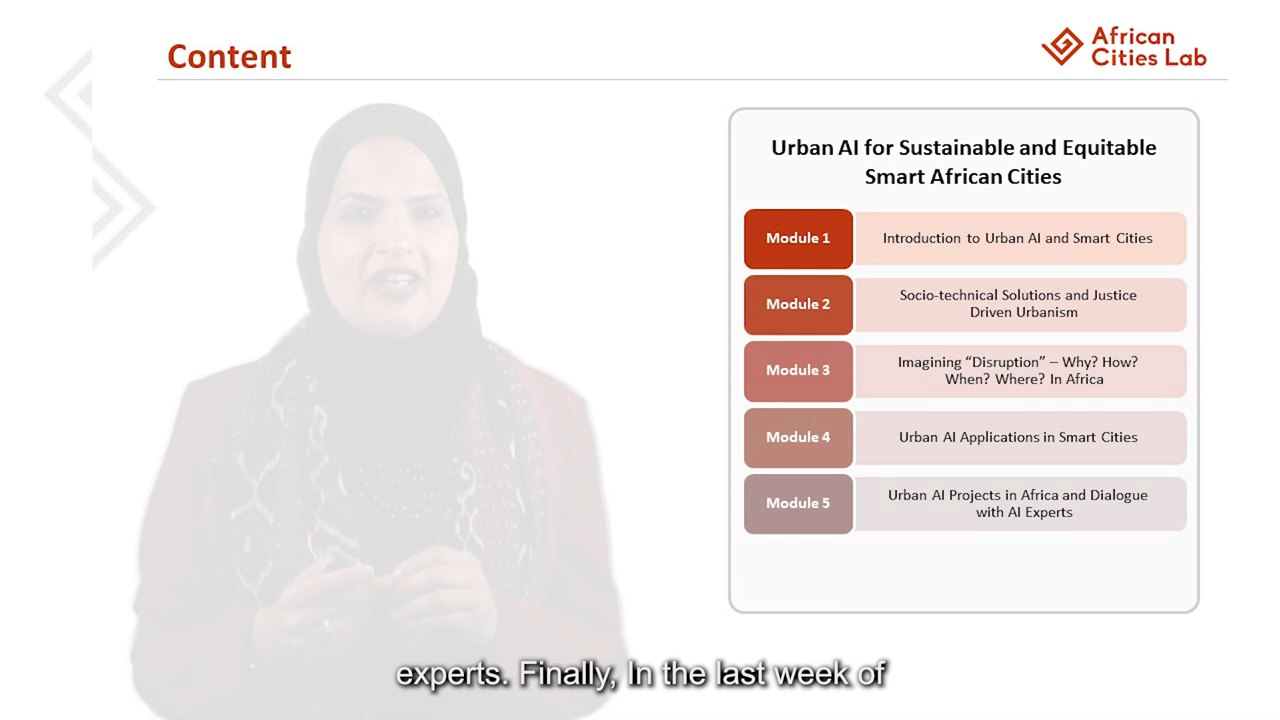 Content
African
Cities Lab
Urban AI for Sustainable and Equitable
Smart African Cities
Module 1
Introduction to Urban AI and Smart Cities
Module 2
Socio-technical Solutions and Justice
Driven Urbanism
Module 3
Imagining “Disruption” – Why? How?
When? Where? In Africa
Module 4
Urban AI Applications in Smart Cities
Module 5
Urban AI Projects in Africa and Dialogue
with AI Experts
experts. Finally, In the last week of